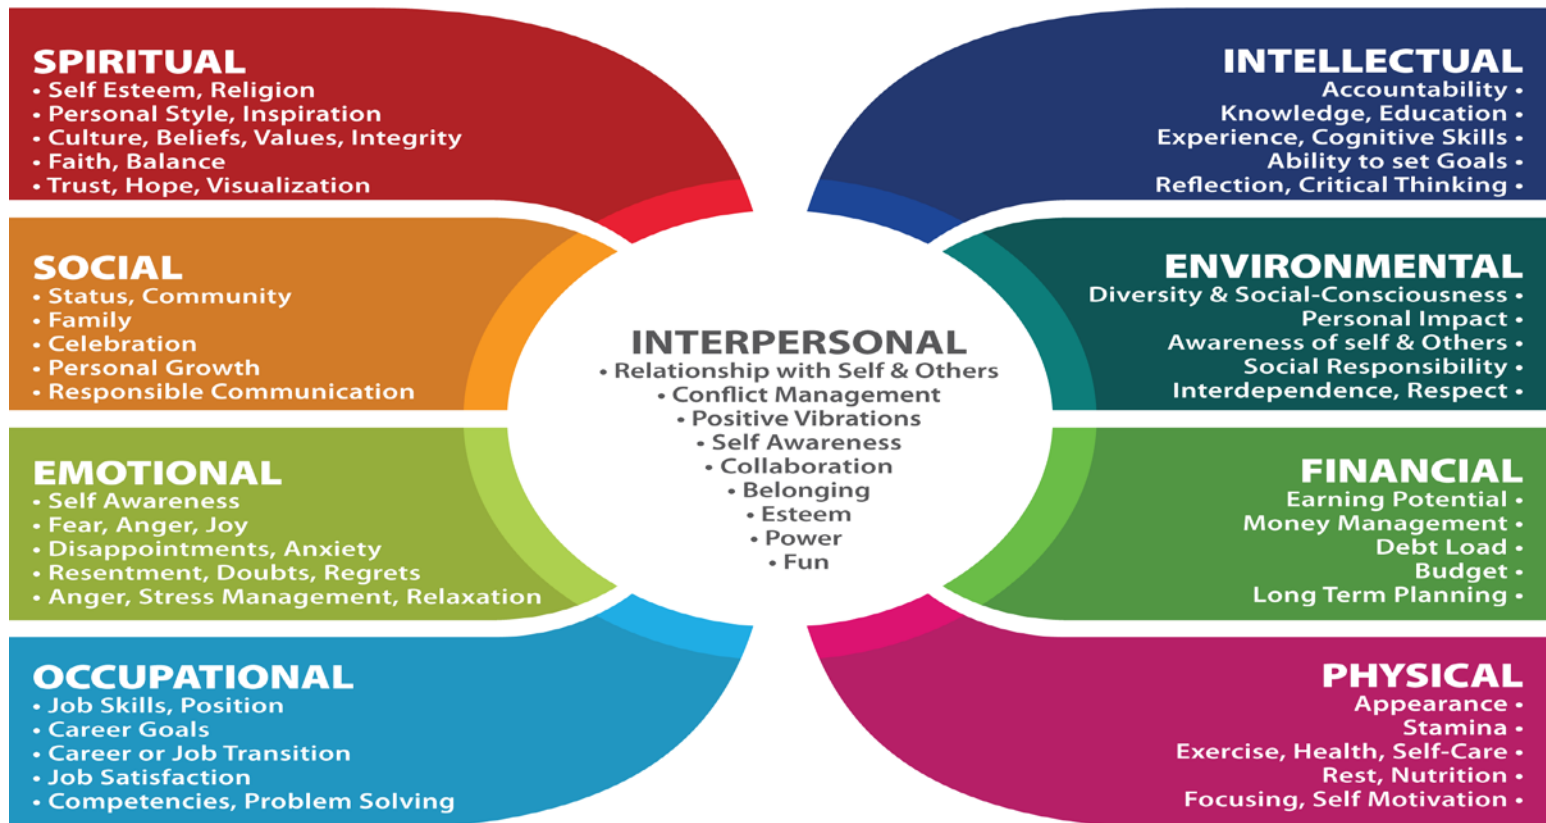 SPIRITUAL
• Self Esteem, Religion
• Personal Style, Inspiration
• Culture, Beliefs, Values, Integrity
• Faith, Balance
• Trust, Hope, Visualization
SOCIAL
• Status, Community
• Family
• Celebration
• Personal Growth
• Responsible Communication
EMOTIONAL
• Self Awareness
• Fear, Anger, Joy
• Disappointments, Anxiety
• Resentment, Doubts, Regrets
• Anger, Stress Management, Relaxation
OCCUPATIONAL
• Job Skills, Position
• Career Goals
• Career or Job Transition
• Job Satisfaction
• Competencies, Problem Solving
INTERPERSONAL
• Relationship with Self & Others
• Conflict Management
• Positive Vibrations
• Self Awareness
• Collaboration
• Belonging
• Esteem
• Power
• Fun
INTELLECTUAL
Accountability •
Knowledge, Education •
Experience, Cognitive Skills •
Ability to set Goals •
Reflection, Critical Thinking •
ENVIRONMENTAL
Diversity & Social-Consciousness •
Personal Impact •
Awareness of self & Others •
Social Responsibility •
Interdependence, Respect •
FINANCIAL
Earning Potential •
Money Management •
Debt Load •
Budget •
Long Term Planning •
PHYSICAL
Appearance •
Stamina •
Exercise, Health, Self-Care •
Rest, Nutrition •
Focusing, Self Motivation •